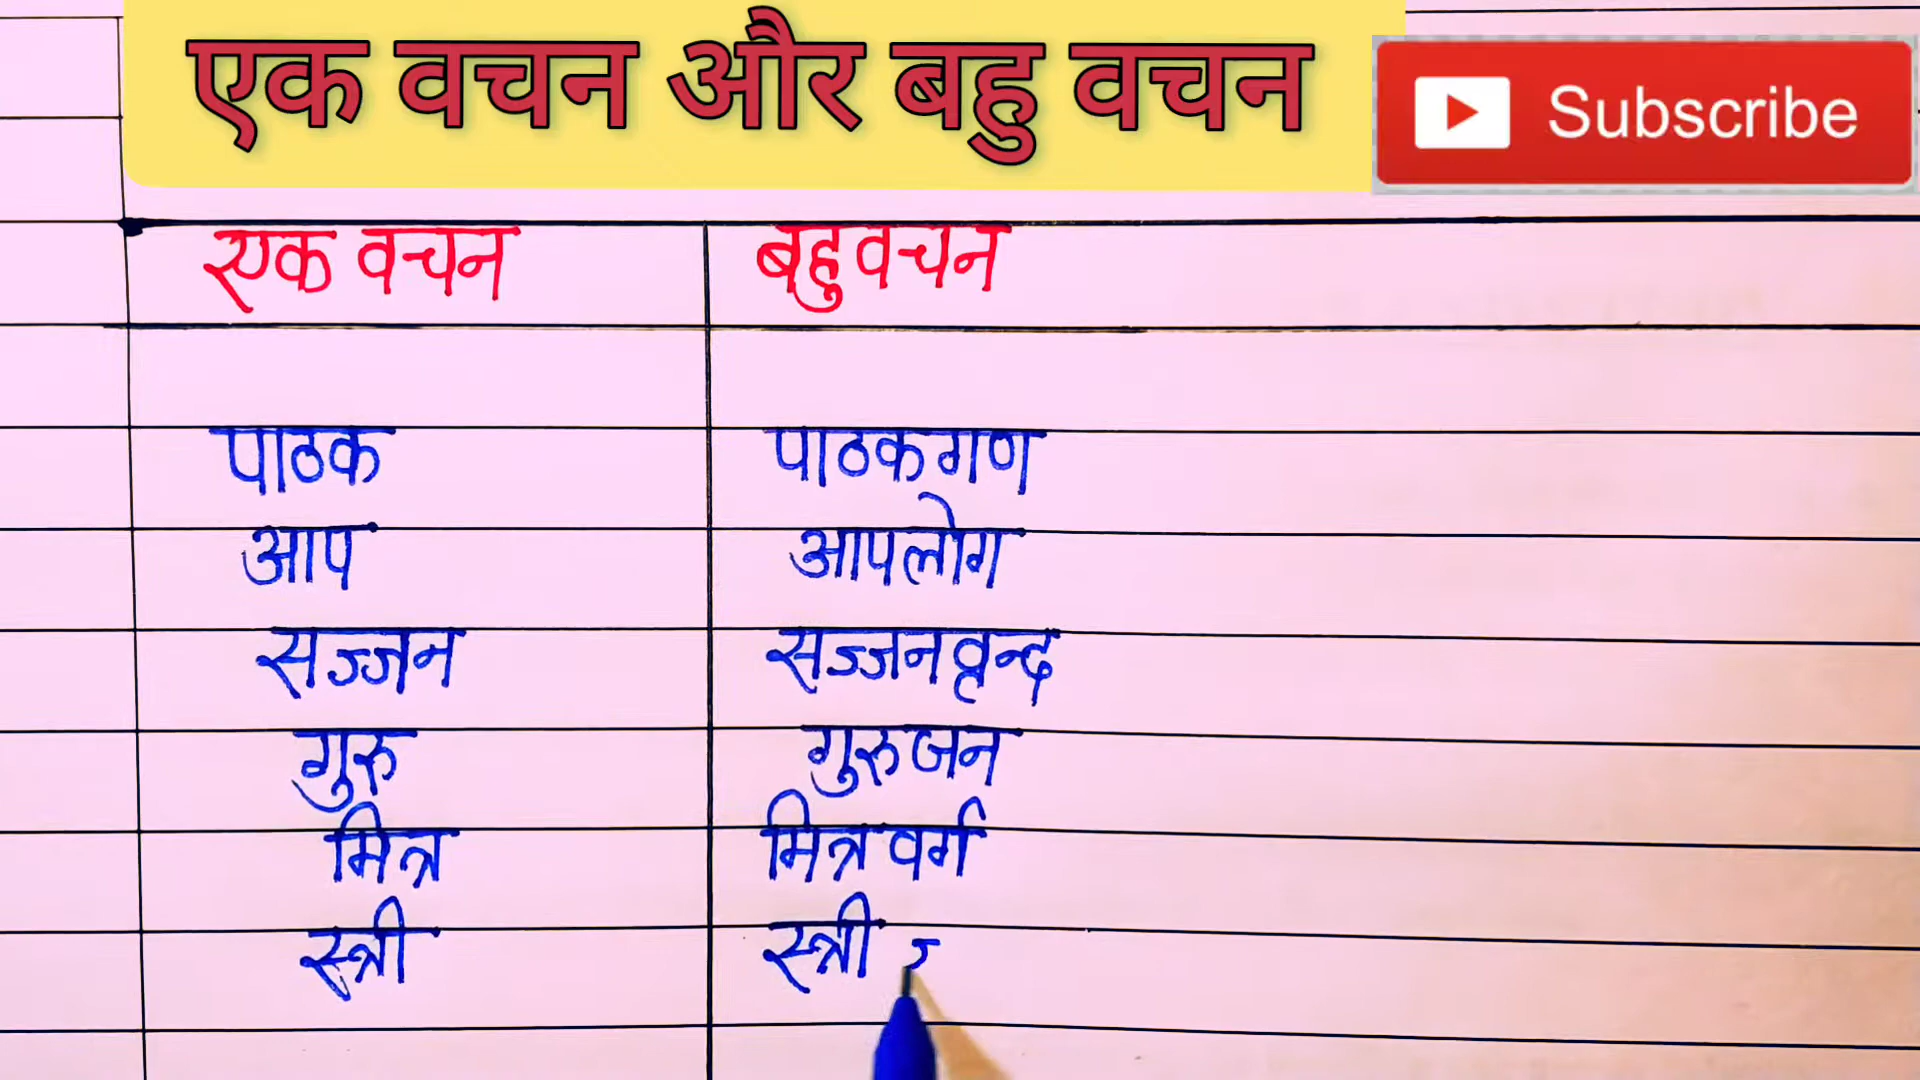 एक वचन और बहु वचन
Subscribe
एक वचन बहुवचन
पाठक पाठकगण
आप आपलोग
सज्जन सज्जनवृन्द
गुरु गुरुजन
मित्र मित्र वर्ग
स्त्री स्त्री